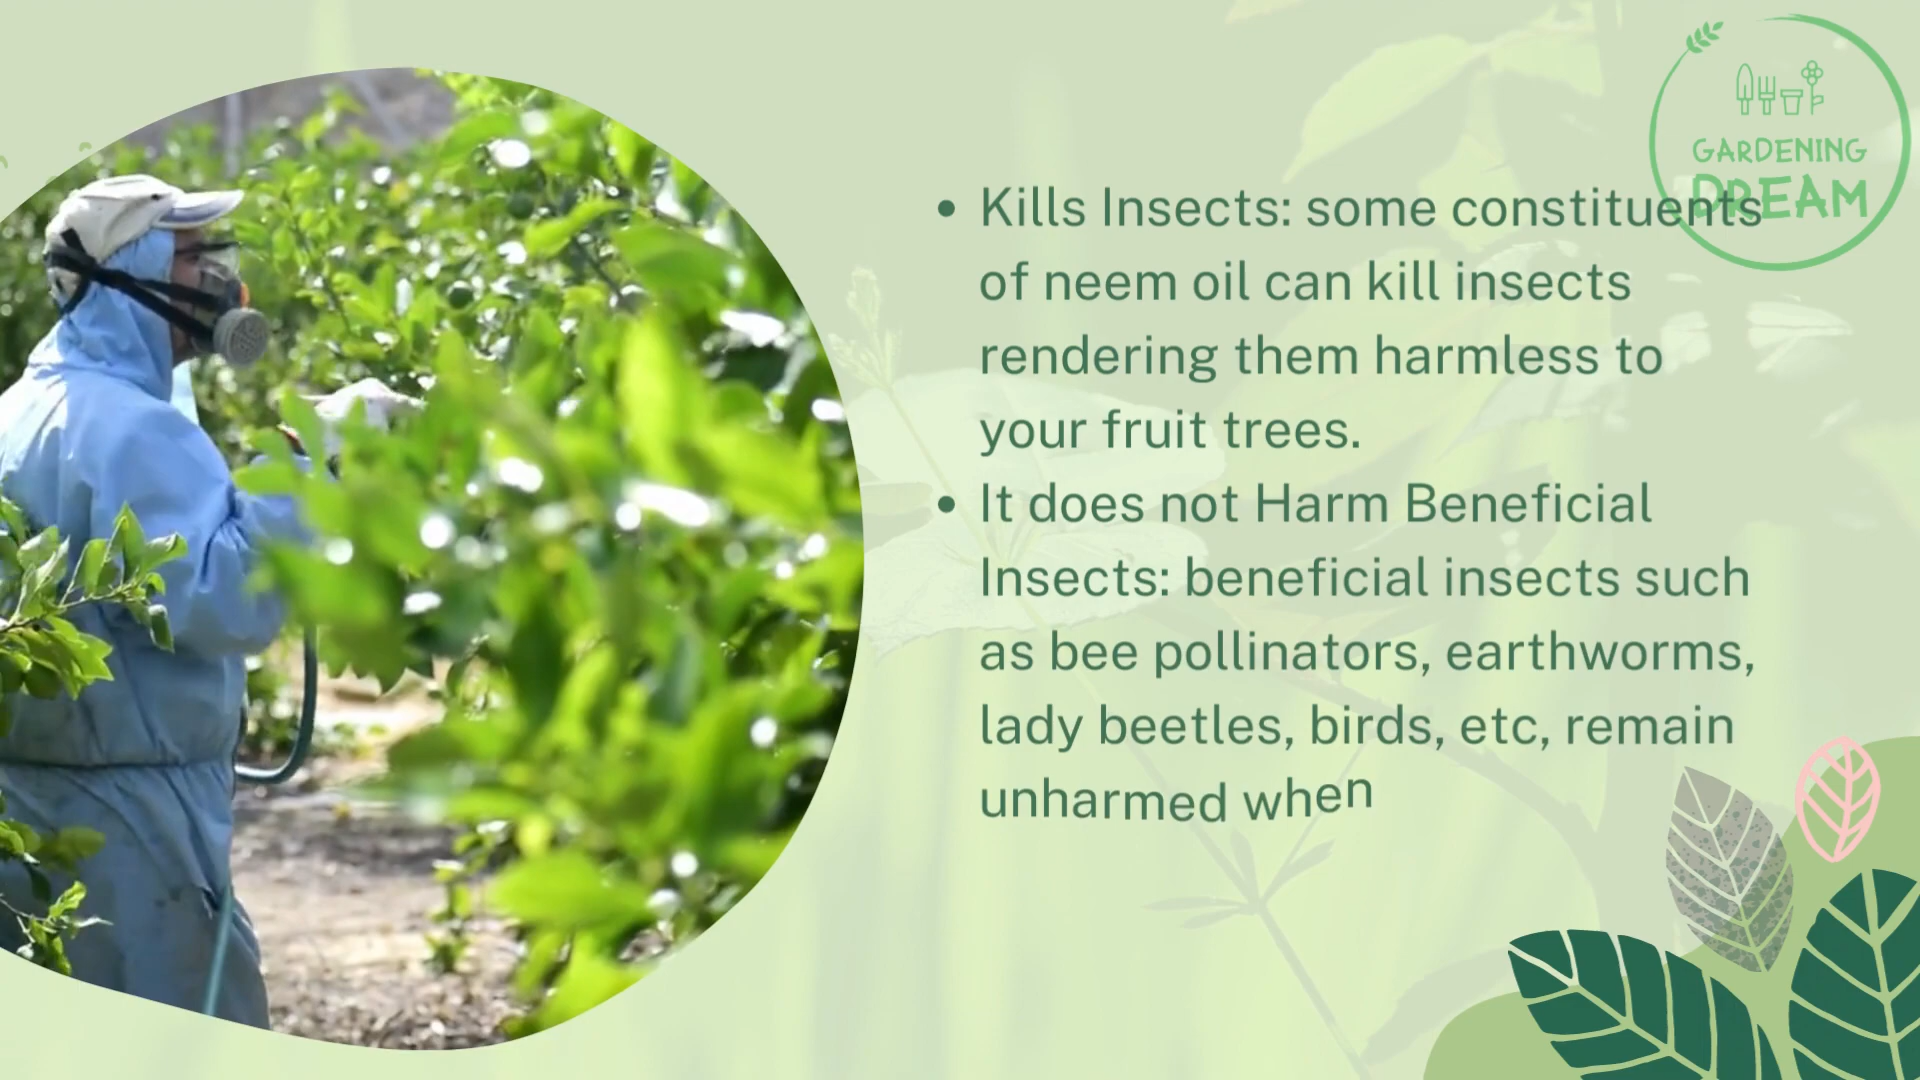 GARDENING
DREAM
• Kills Insects: some constituents
of neem oil can kill insects
rendering them harmless to
your fruit trees.
• It does not Harm Beneficial
Insects: beneficial insects such
as bee pollinators, earthworms,
lady beetles, birds, etc, remain
unharmed when